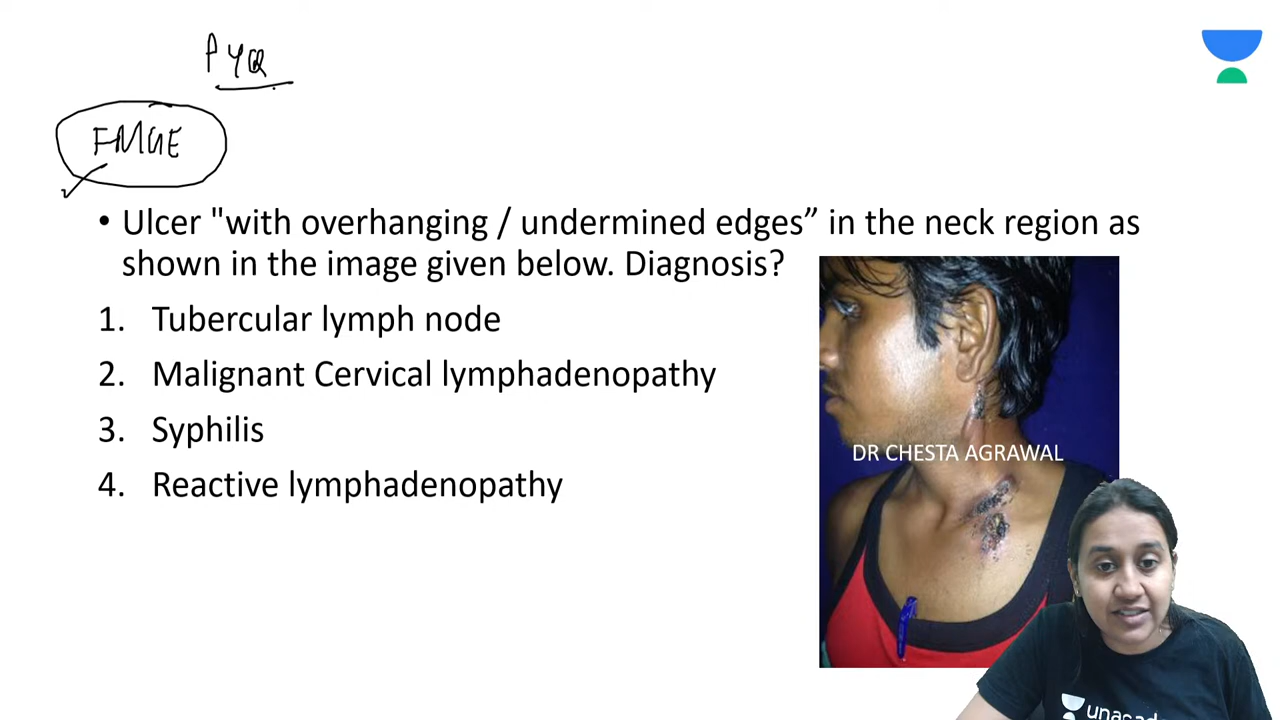 PYQ
FMGE
• Ulcer "with overhanging / undermined edges” in the neck region as
shown in the image given below. Diagnosis?
1. Tubercular lymph node
2. Malignant Cervical lymphadenopathy
3. Syphilis
4. Reactive lymphadenopathy
DR CHESTA AGRAWAL